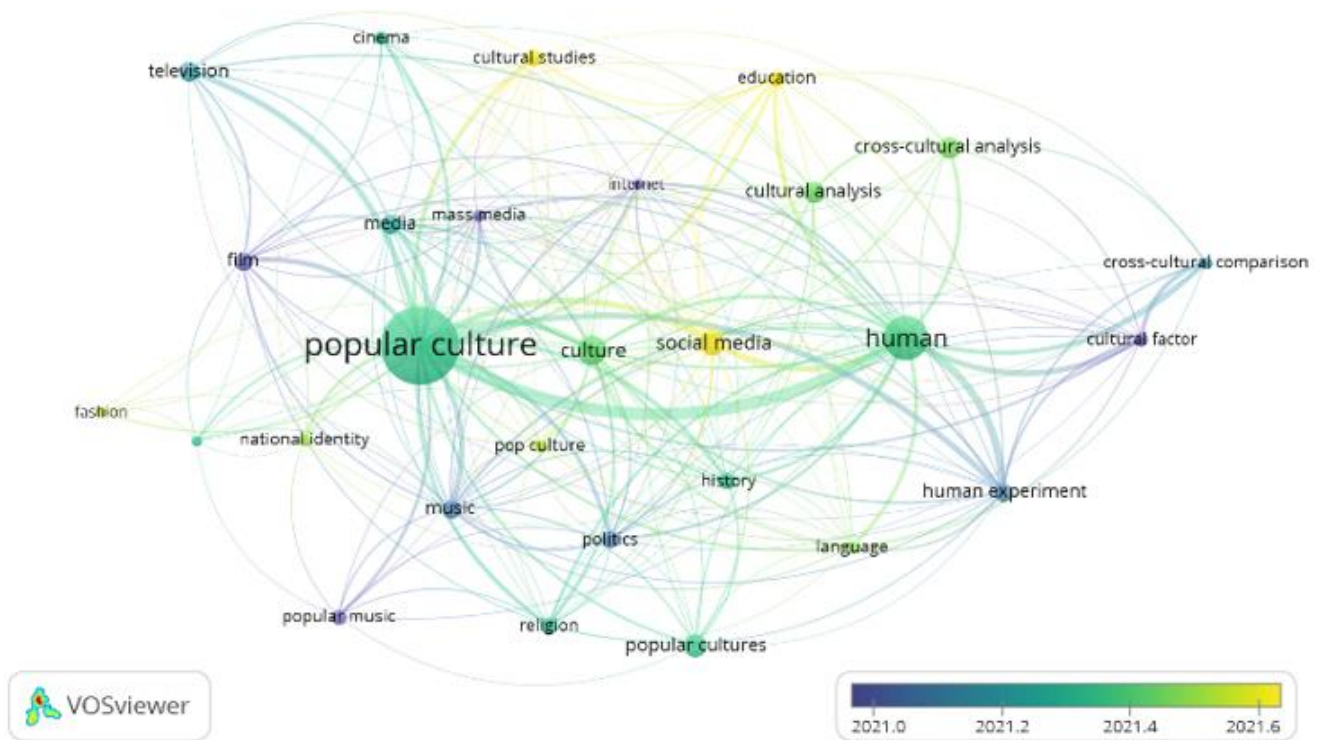 cinema
cultural studies
television
education
cross-cultural analysis
internet
cultural analysis
mass media
media
film
cross-cultural comparison
popular culture
culture
social media
human
cultural factor
fashion
national identity
pop culture
history
human experiment
music
politics
language
popular music
religion
popular cultures
VOSviewer
2021.0 2021.2 2021.4 2021.6